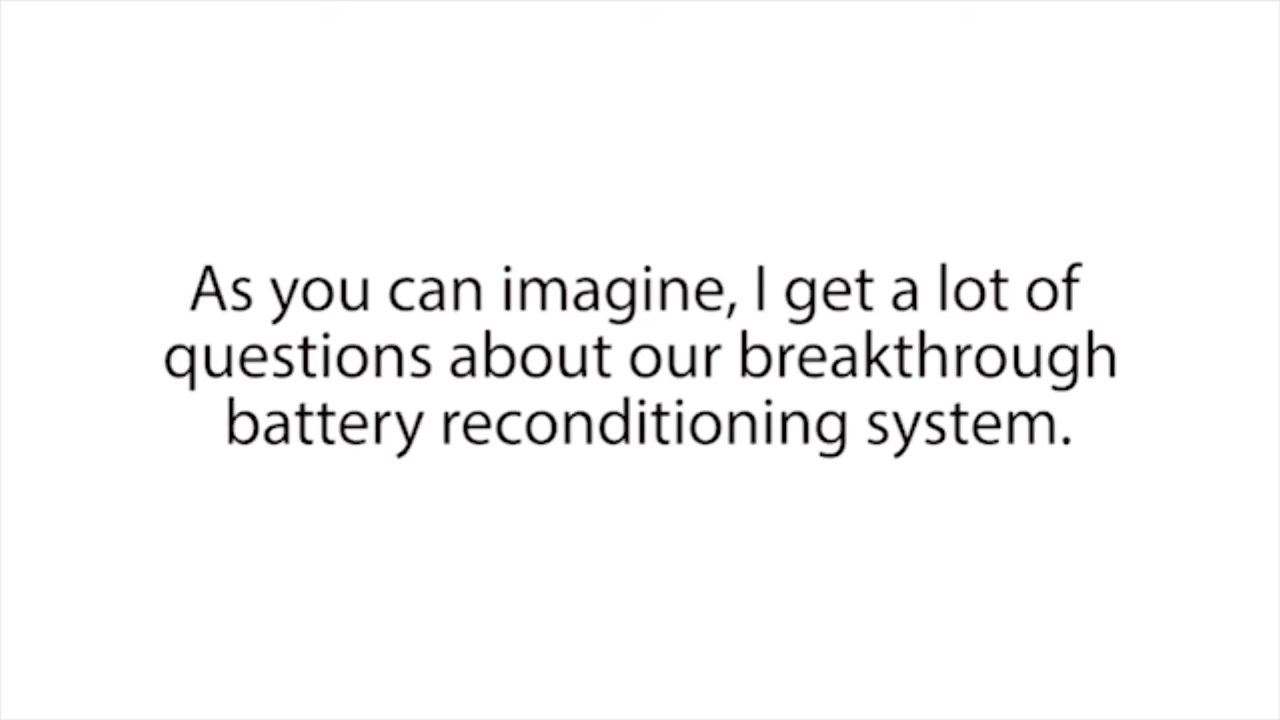 As you can imagine, I get a lot of
questions about our breakthrough
battery reconditioning system.